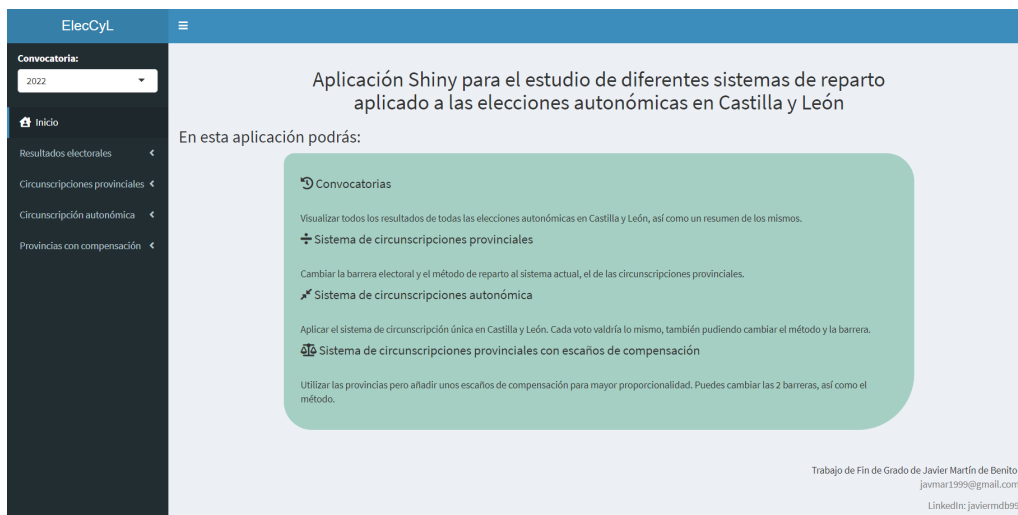 ElecCyL
Convocatoria:
2022
Inicio
Resultados electorales
Circunscripciones provinciales
Circunscripción autonómica
Provincias con compensación
Aplicación Shiny para el estudio de diferentes sistemas de reparto
aplicado a las elecciones autonómicas en Castilla y León
En esta aplicación podrás:
Convocatorias
Visualizar todos los resultados de todas las elecciones autonómicas en Castilla y León, así como un resumen de los mismos.
Sistema de circunscripciones provinciales
Cambiar la barrera electoral y el método de reparto al sistema actual, el de las circunscripciones provinciales.
Sistema de circunscripciones autonómica
Aplicar el sistema de circunscripción única en Castilla y León. Cada voto valdría lo mismo, también pudiendo cambiar el método y la barrera.
Sistema de circunscripciones provinciales con escaños de compensación
Utilizar las provincias pero añadir unos escaños de compensación para mayor proporcionalidad. Puedes cambiar las 2 barreras, así como el
método.
Trabajo de Fin de Grado de Javier Martín de Benito
javmar1999@gmail.com
LinkedIn: javiermdb99